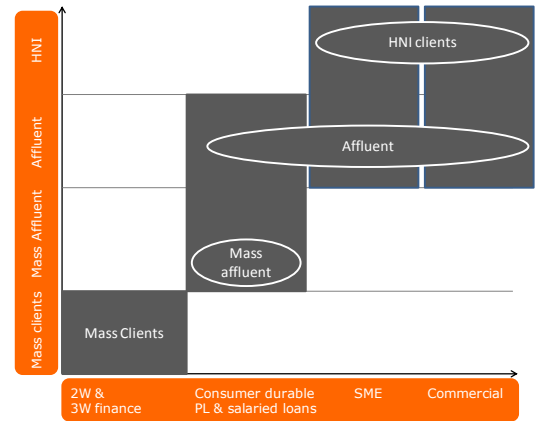 HNI
Affluent
Mass Affluent
Mass clients
HNI clients
Affluent
Mass
affluent
Mass Clients
2W &
3W finance
Consumer durable
PL & salaried loans
SME
Commercial